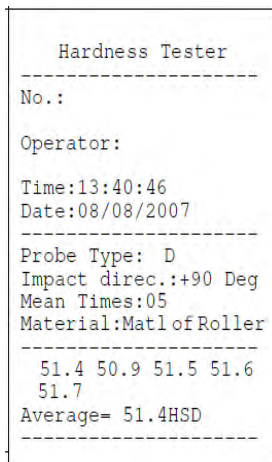 Hardness Tester
----------------------
No.:
Operator:
Time:13:40:46
Date:08/08/2007
----------------------
Probe Type: D
Impact direc.:+90 Deg
Mean Times:05
Material:Matl of Roller
----------------------
51.4 50.9 51.5 51.6
51.7
Average= 51.4HSD
----------------------